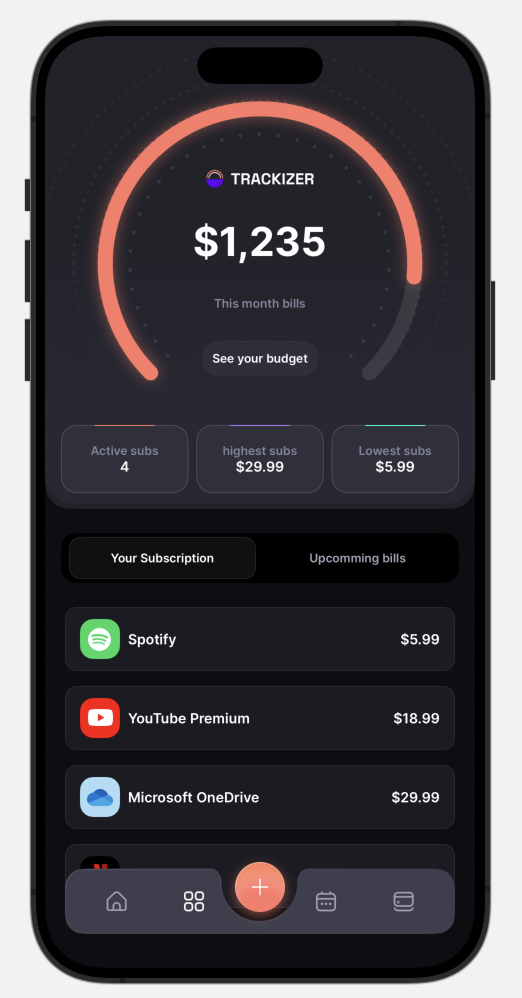 TRACKIZER
$1,235
This month bills
See your budget
Active subs
4
highest subs
$29.99
Lowest subs
$5.99
Your Subscription
Upcomming bills
Spotify
$5.99
YouTube Premium
$18.99
Microsoft OneDrive
$29.99